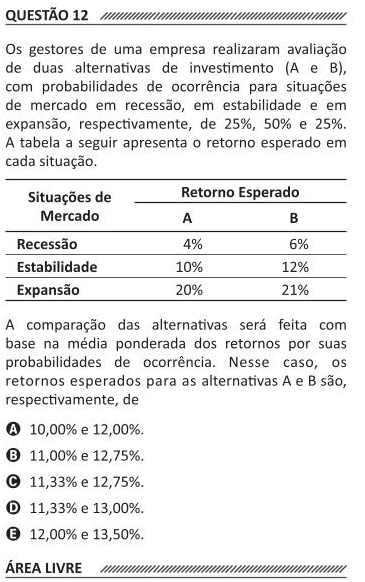 QUESTÃO 12
Os gestores de uma empresa realizaram avaliação
de duas alternativas de investimento (A e B),
com probabilidades de ocorrência para situações
de mercado em recessão, em estabilidade e em
expansão, respectivamente, de 25%, 50% e 25%.
A tabela a seguir apresenta o retorno esperado em
cada situação.
Situações de Mercado Retorno Esperado
A B
Recessão 4% 6%
Estabilidade 10% 12%
Expansão 20% 21%
A comparação das alternativas será feita com
base na média ponderada dos retornos por suas
probabilidades de ocorrência. Nesse caso, os
retornos esperados para as alternativas A e B são,
respectivamente, de
A 10,00% e 12,00%.
B 11,00% e 12,75%.
C 11,33% e 12,75%.
D 11,33% e 13,00%.
E 12,00% e 13,50%.
ÁREA LIVRE